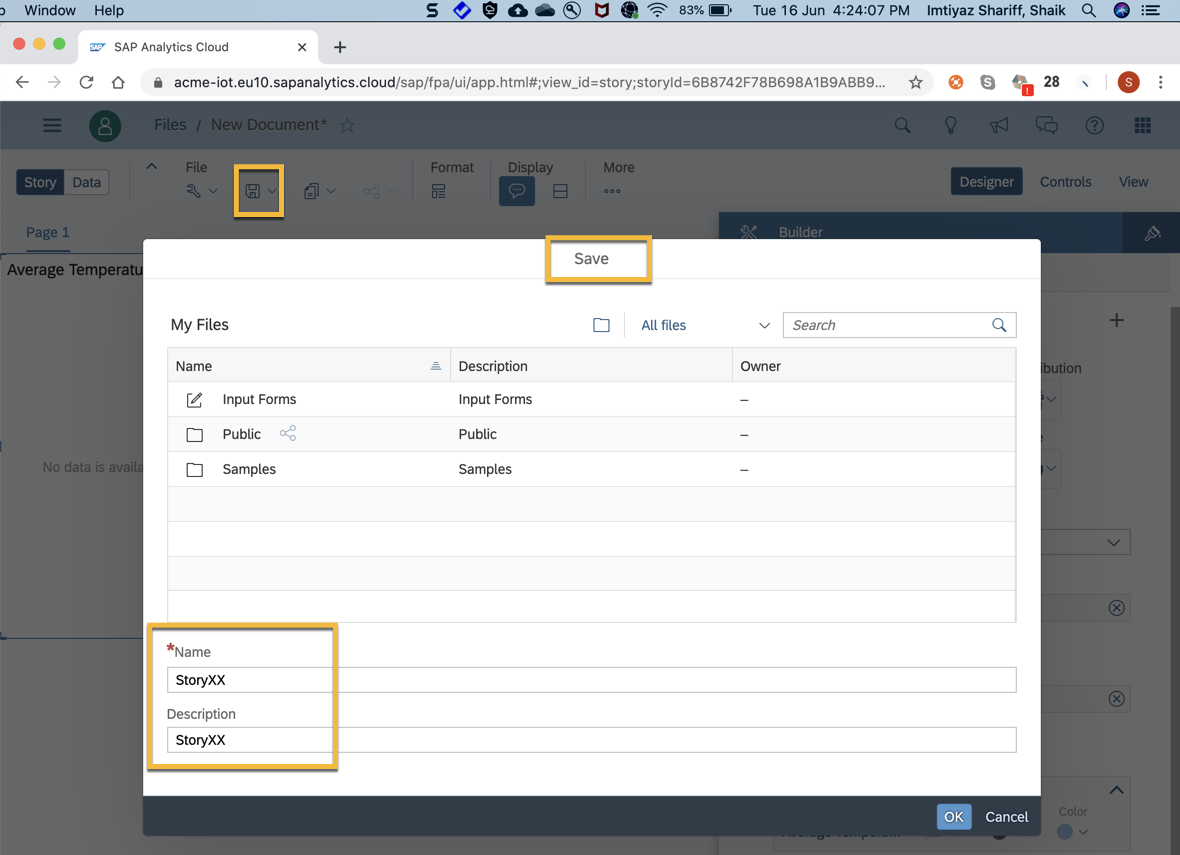 Window Help 83% Tue 16 Jun 4:24:07 PM Imtiyaz Shariff, Shaik
SAP SAP Analytics Cloud
acme-iot.eu10.sapanalytics.cloud/sap/fpa/ui/app.html#;view_id=story;storyId=6B8742F78B698A1B9ABB9... 28 S
Files / New Document*
File Format Display More
Story Data Designer Controls View
Page 1 Builder
Average Temperatu
Save
My Files All files Search
Name Description Owner
ibution
Input Forms Input Forms –
Public Public –
No data is availa
Samples Samples –
*Name
StoryXX
Description
StoryXX
Color
OK Cancel
Average Tempera...